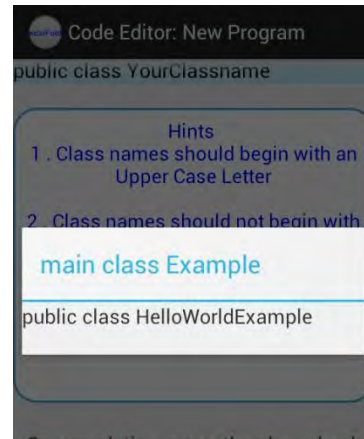 Code Editor: New Program
public class YourClassname
Hints
1 . Class names should begin with an
Upper Case Letter
2 . Class names should not begin with
main class Example
public class HelloWorldExample